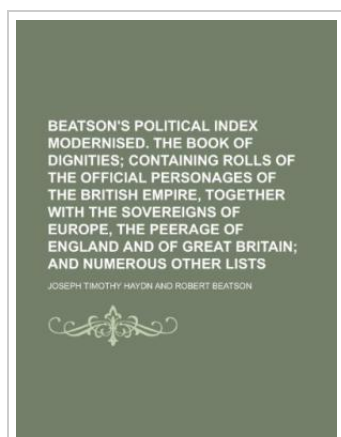 BEATSON'S POLITICAL INDEX
MODERNISED. THE BOOK OF
DIGNITIES; CONTAINING ROLLS OF
THE OFFICIAL PERSONAGES OF
THE BRITISH EMPIRE, TOGETHER
WITH THE SOVEREIGNS OF
EUROPE, THE PEERAGE OF
ENGLAND AND OF GREAT BRITAIN;
AND NUMEROUS OTHER LISTS
JOSEPH TIMOTHY HAYDN AND ROBERT BEATSON